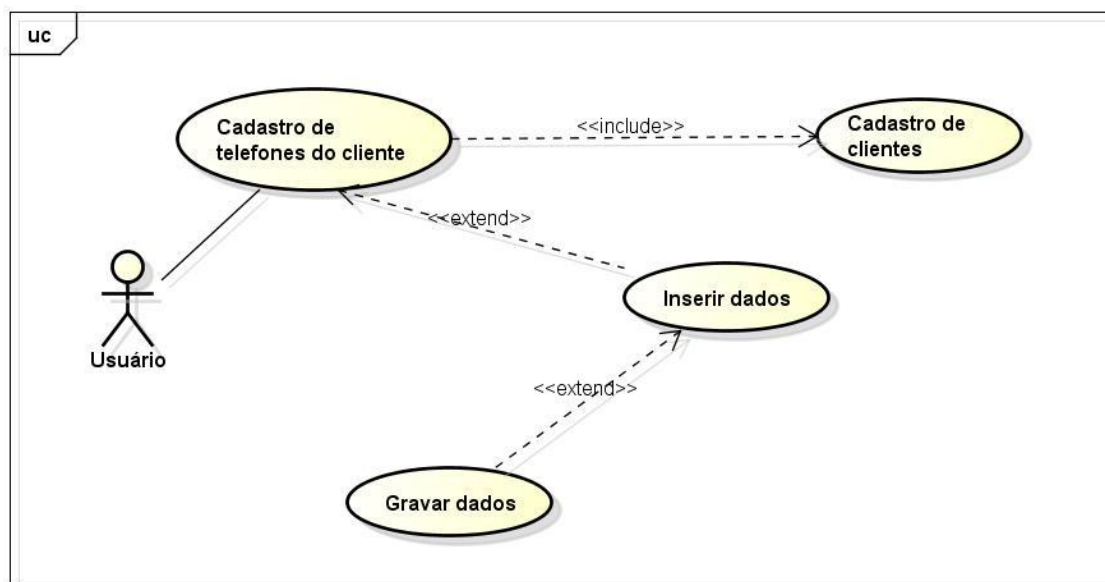 uc
Cadastro de
telefones do cliente
<<include>>
Cadastro de
clientes
<<extend>>
Inserir dados
Usuário
<<extend>>
Gravar dados